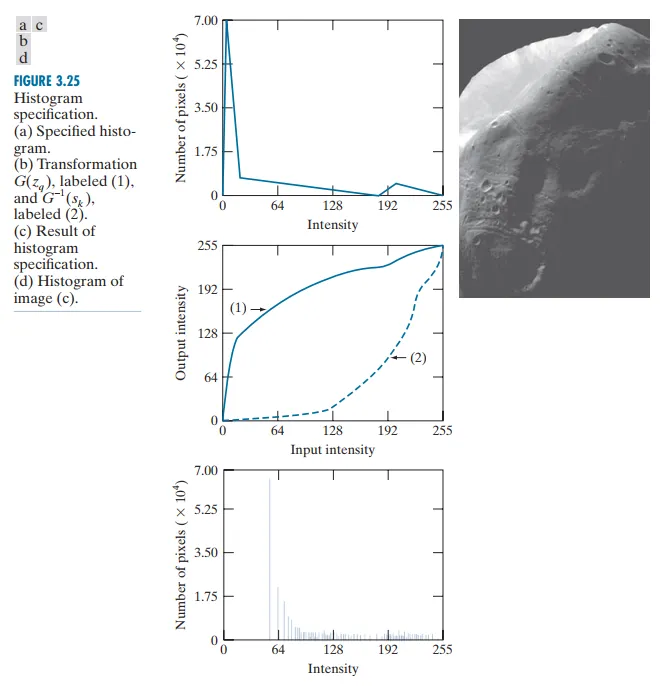 a c
b
d
FIGURE 3.25
Histogram
specification.
(a) Specified histo-
gram.
(b) Transformation
G(z_q), labeled (1),
and G⁻¹(s_k),
labeled (2).
(c) Result of
histogram
specification.
(d) Histogram of
image (c).
Number of pixels ( × 10⁴)
7.00
5.25
3.50
1.75
0
0 64 128 192 255
Intensity
Output intensity
255
192
128
64
0
(1)
(2)
0 64 128 192 255
Input intensity
Number of pixels ( × 10⁴)
7.00
5.25
3.50
1.75
0
0 64 128 192 255
Intensity